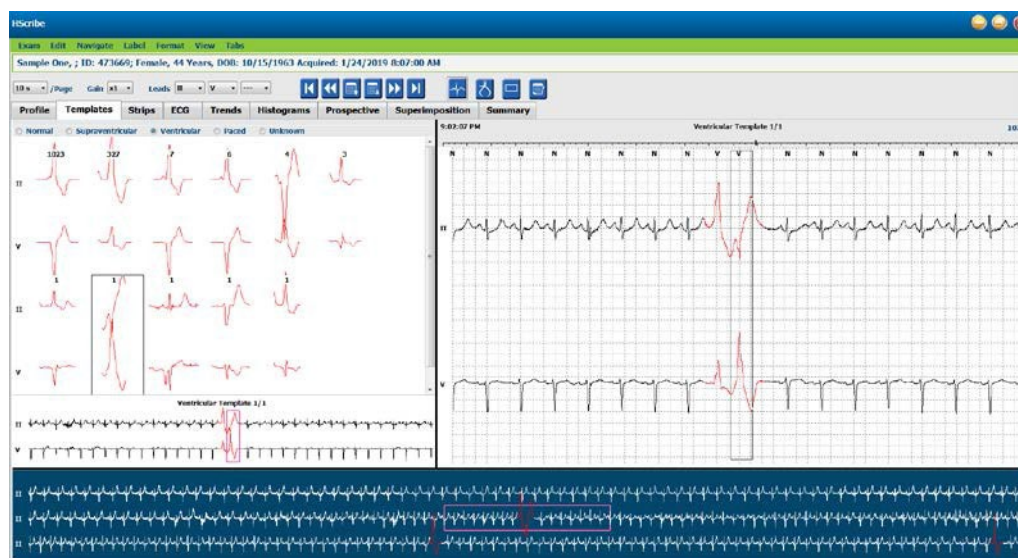 HScribe
Exam Edit Navigate Label Format View Tabs
Sample One, ; ID: 473669; Female, 44 Years, DOB: 10/15/1963 Acquired: 1/24/2019 8:07:00 AM
10 s /Page Gain x1 Leads II V ---
Profile Templates Strips ECG Trends Histograms Prospective Superimposition Summary
Normal Supraventricular Ventricular Paced Unknown
9:02:07 PM Ventricular Template 1/1
1023 327 7 6 4 3
N N N N N N N N V V N N N N N N N
II
V
1 1 1 1 1
II
V
II
V
Ventricular Template 1/1
II
V
II
II
II